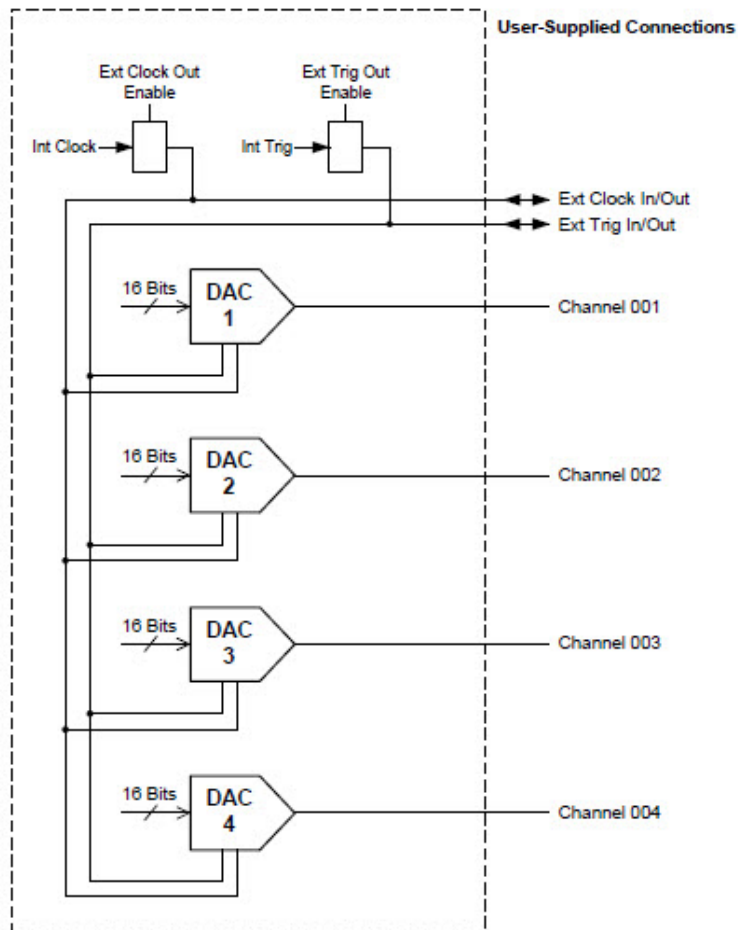 User-Supplied Connections
Ext Clock Out
Enable
Ext Trig Out
Enable
Int Clock
Int Trig
Ext Clock In/Out
Ext Trig In/Out
16 Bits
DAC
1
Channel 001
16 Bits
DAC
2
Channel 002
16 Bits
DAC
3
Channel 003
16 Bits
DAC
4
Channel 004